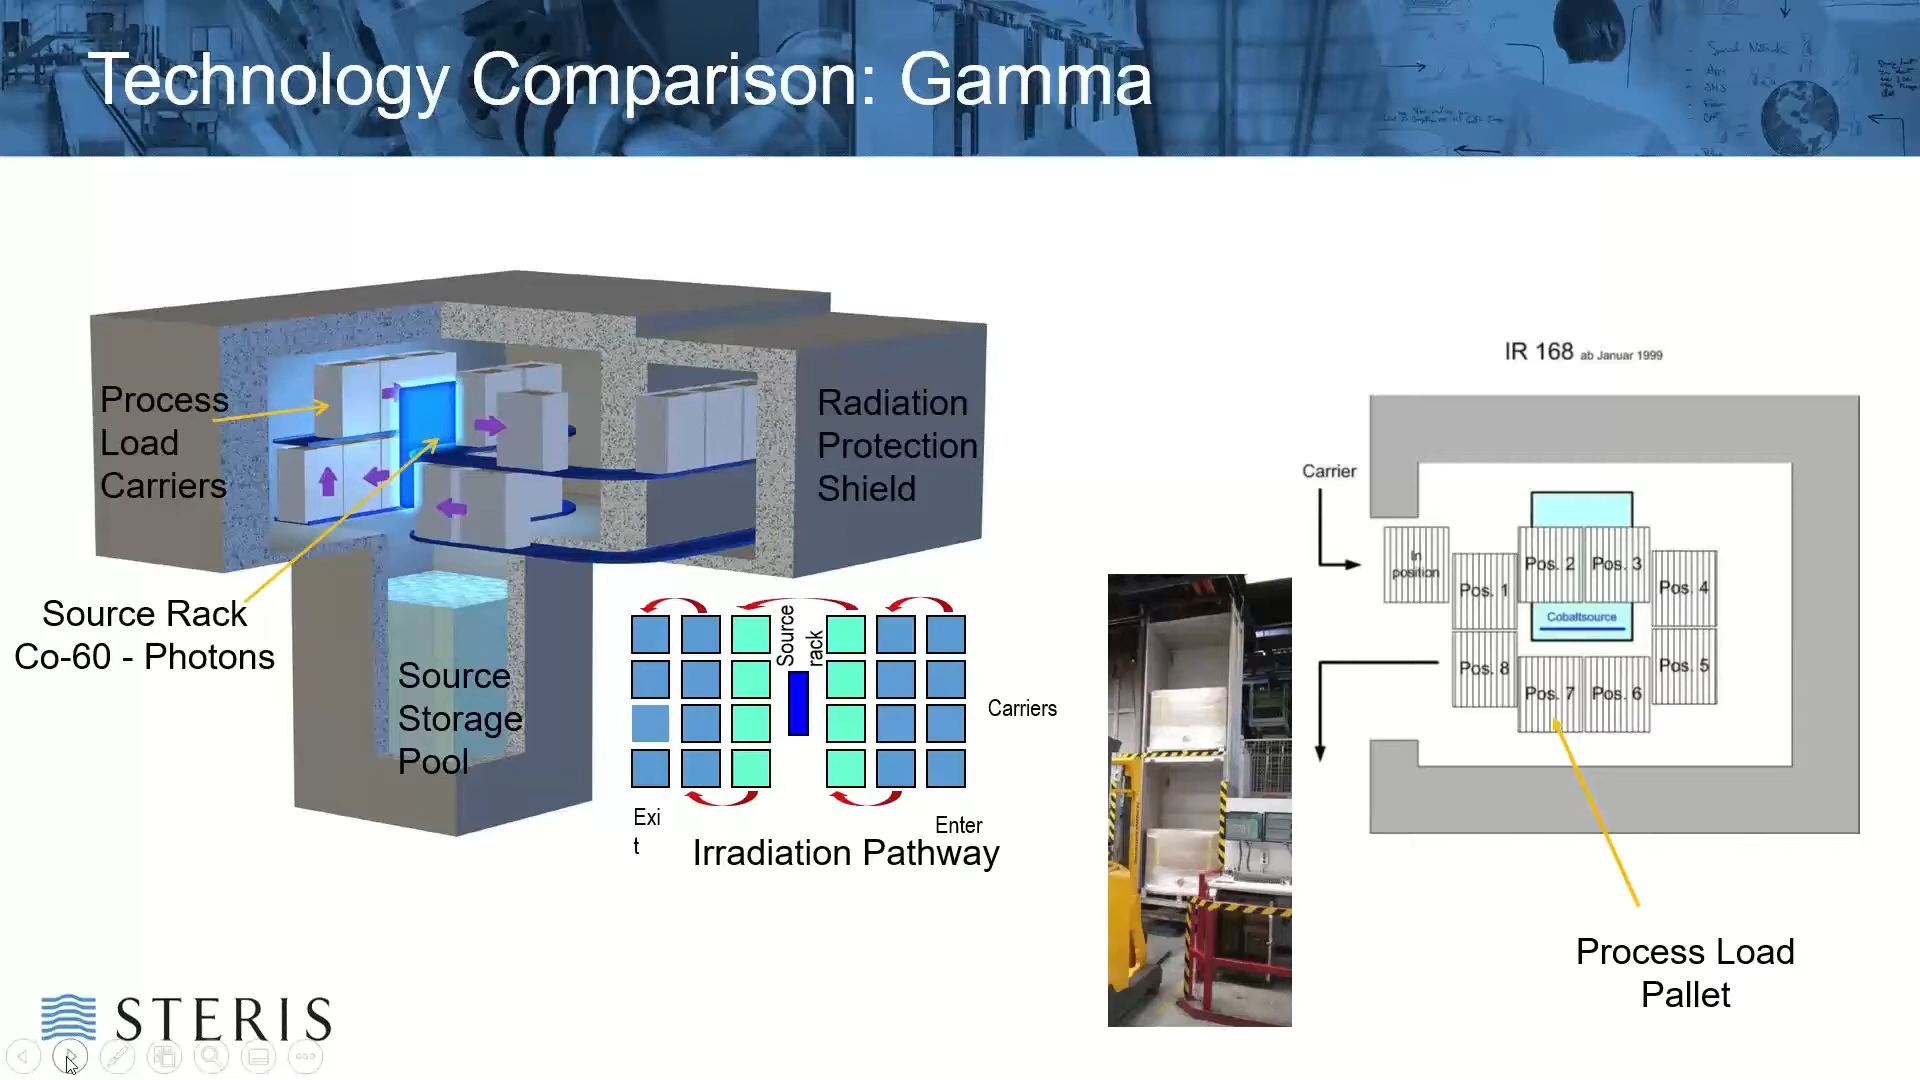 Technology Comparison: Gamma
Process
Load
Carriers
Radiation
Protection
Shield
Source Rack
Co-60 - Photons
Source
Storage
Pool
Source
rack
Carriers
Exi
t
Enter
Irradiation Pathway
IR 168 ab Januar 1999
Carrier
In
position
Pos. 1
Pos. 2
Pos. 3
Pos. 4
Cobaltsource
Pos. 8
Pos. 7
Pos. 6
Pos. 5
Process Load
Pallet
STERIS